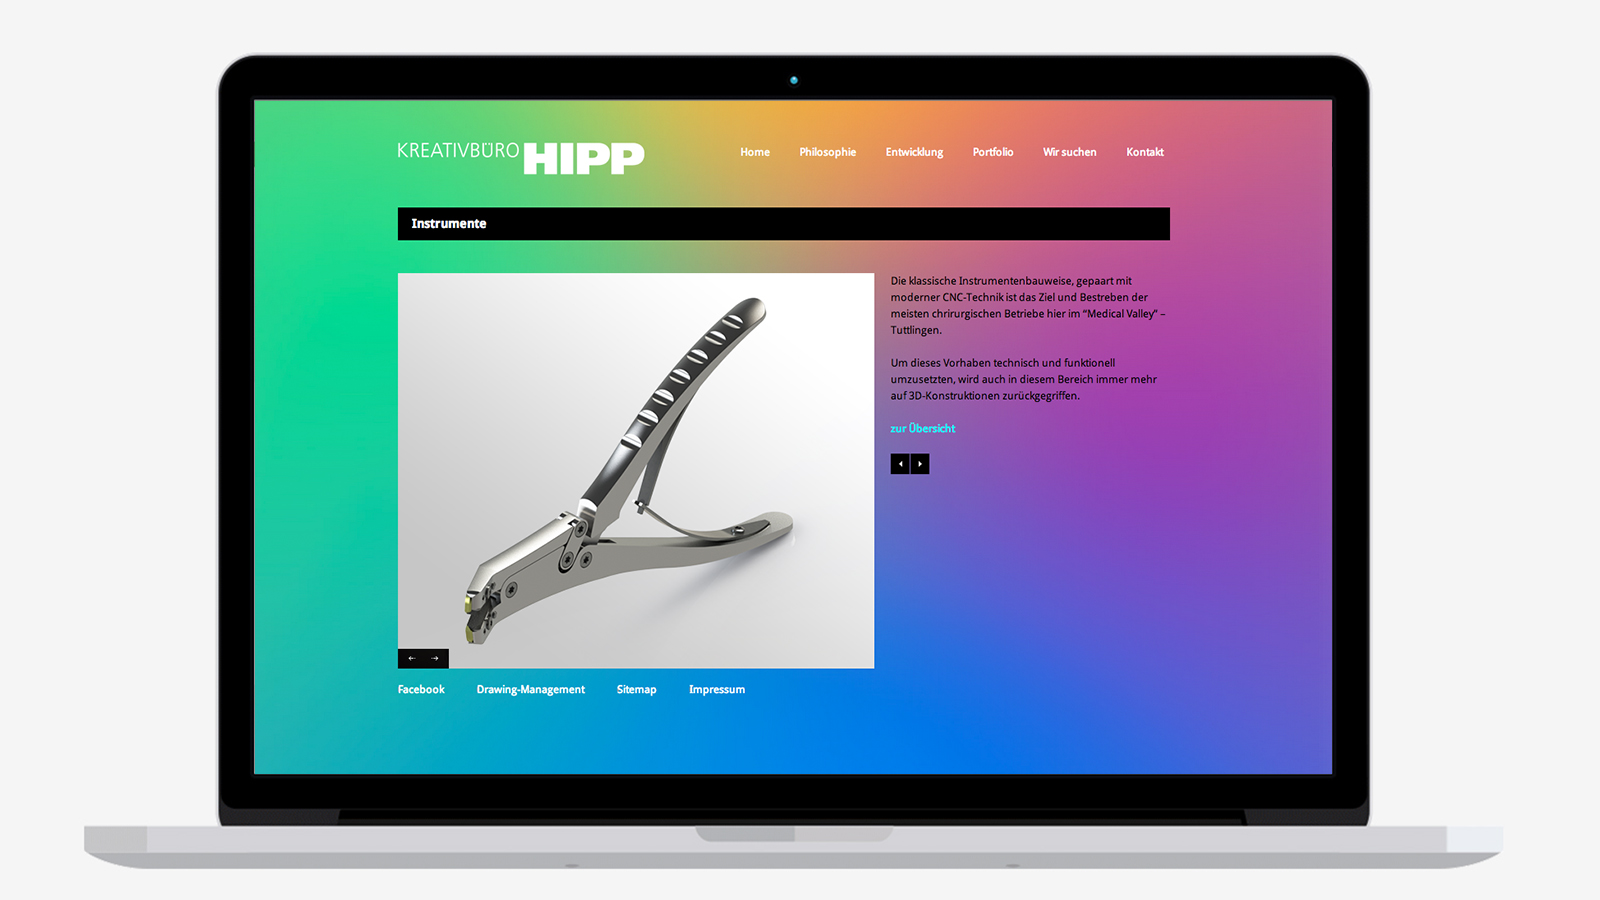 KREATIVBÜRO HIPP
Home Philosophie Entwicklung Portfolio Wir suchen Kontakt
Instrumente
Die klassische Instrumentenbauweise, gepaart mit
moderner CNC-Technik ist das Ziel und Bestreben der
meisten chrirurgischen Betriebe hier im “Medical Valley” –
Tuttlingen.
Um dieses Vorhaben technisch und funktionell
umzusetzten, wird auch in diesem Bereich immer mehr
auf 3D-Konstruktionen zurückgegriffen.
zur Übersicht
Facebook Drawing-Management Sitemap Impressum